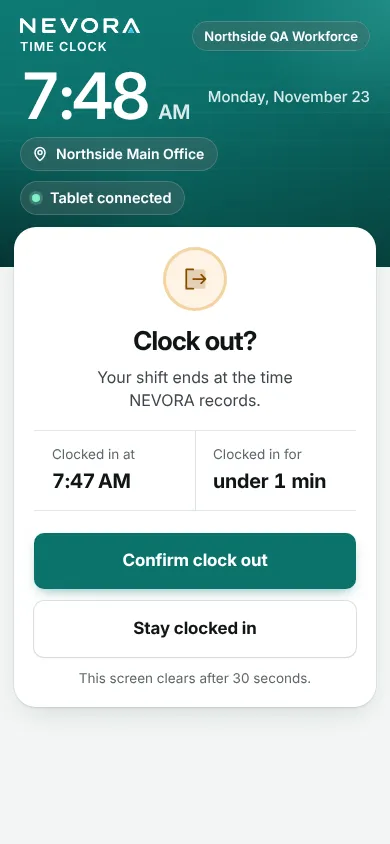 NEVORA
TIME CLOCK
Northside QA Workforce
7:48 AM
Monday, November 23
Northside Main Office
Tablet connected
Clock out?
Your shift ends at the time
NEVORA records.
Clocked in at
7:47 AM
Clocked in for
under 1 min
Confirm clock out
Stay clocked in
This screen clears after 30 seconds.